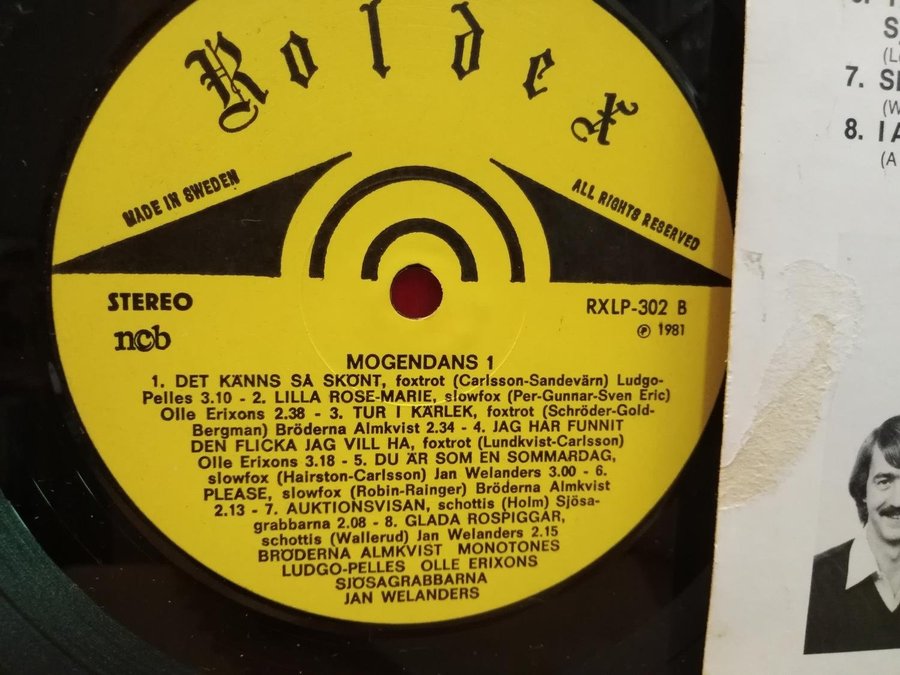 Roldex
MADE IN SWEDEN
ALL RIGHTS RESERVED
STEREO
ncb
RXLP-302 B
℗ 1981
MOGENDANS 1
1. DET KÄNNS SÅ SKÖNT, foxtrot (Carlsson-Sandevärn) Ludgo-
Pelles 3.10 - 2. LILLA ROSE-MARIE, slowfox (Per-Gunnar-Sven Eric)
Olle Erixons 2.38 - 3. TUR I KÄRLEK, foxtrot (Schröder-Gold-
Bergman) Bröderna Almkvist 2.34 - 4. JAG HAR FUNNIT
DEN FLICKA JAG VILL HA, foxtrot (Lundkvist-Carlsson)
Olle Erixons 3.18 - 5. DU ÄR SOM EN SOMMARDAG,
slowfox (Hairston-Carlsson) Jan Welanders 3.00 - 6.
PLEASE, slowfox (Robin-Rainger) Bröderna Almkvist
2.13 - 7. AUKTIONSVISAN, schottis (Holm) Sjösa-
grabbarna 2.08 - 8. GLADA ROSPIGGAR,
schottis (Wallerud) Jan Welanders 2.15
BRÖDERNA ALMKVIST MONOTONES
LUDGO-PELLES OLLE ERIXONS
SJÖSAGRABBARNA
JAN WELANDERS
7.
8. I
(A